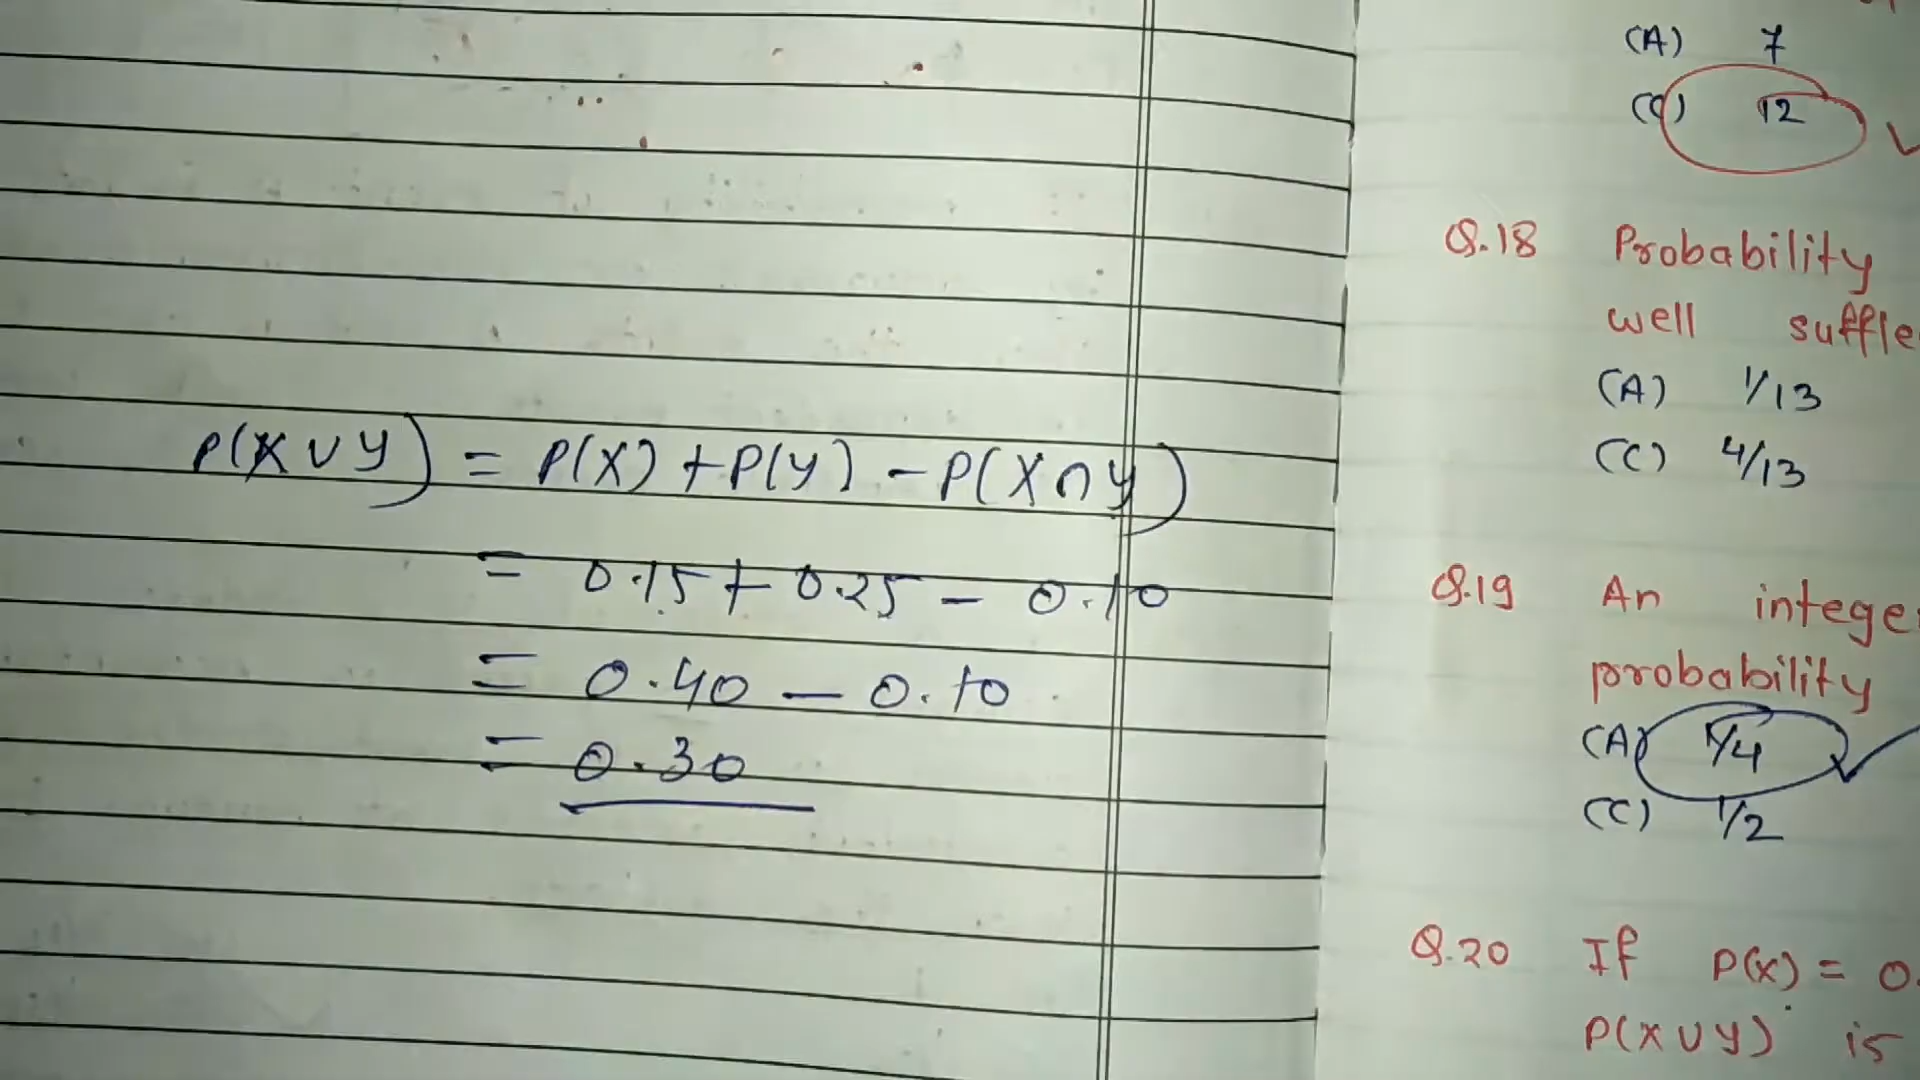 P(X ∪ Y) = P(X) + P(Y) - P(X ∩ Y)
= 0.15 + 0.25 - 0.10
= 0.40 - 0.10
= 0.30
(A) 7
(C) 12
Q.18 Probability
well suffle
(A) 1/13
(C) 4/13
Q.19 An intege
probability
(A) 1/4
(C) 1/2
Q.20 If P(X) = 0.
P(X ∪ Y) is